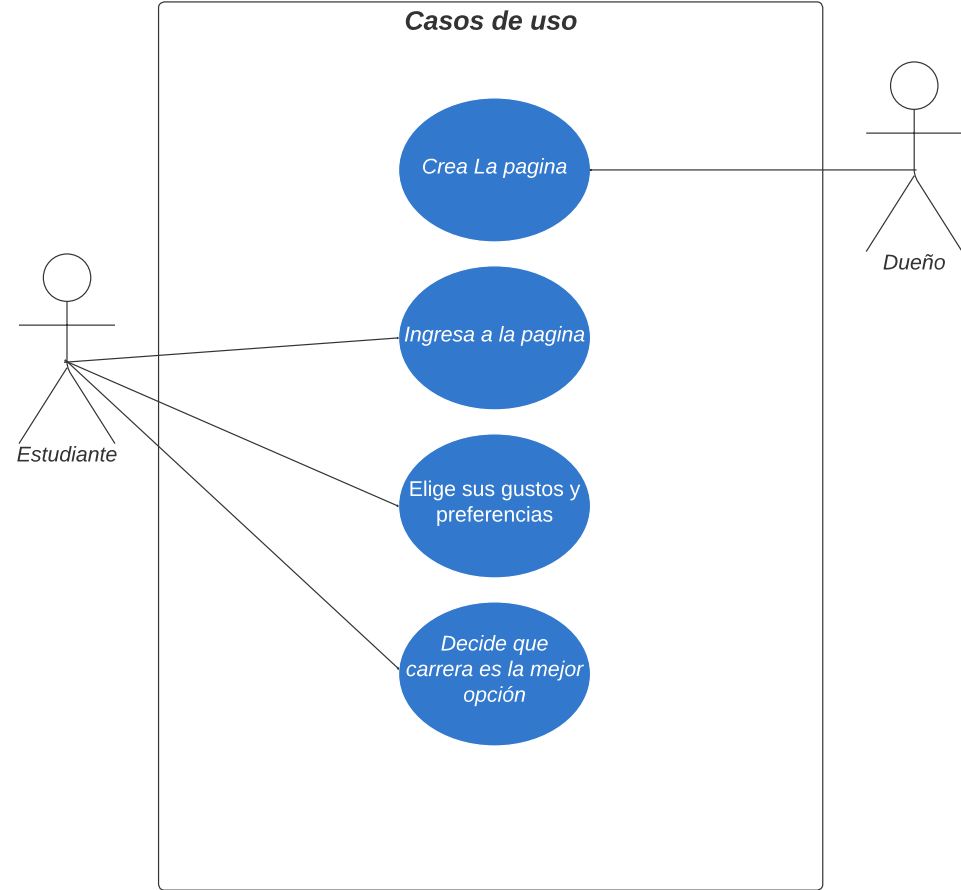 Casos de uso
Crea La pagina
Dueño
Ingresa a la pagina
Estudiante
Elige sus gustos y
preferencias
Decide que
carrera es la mejor
opción